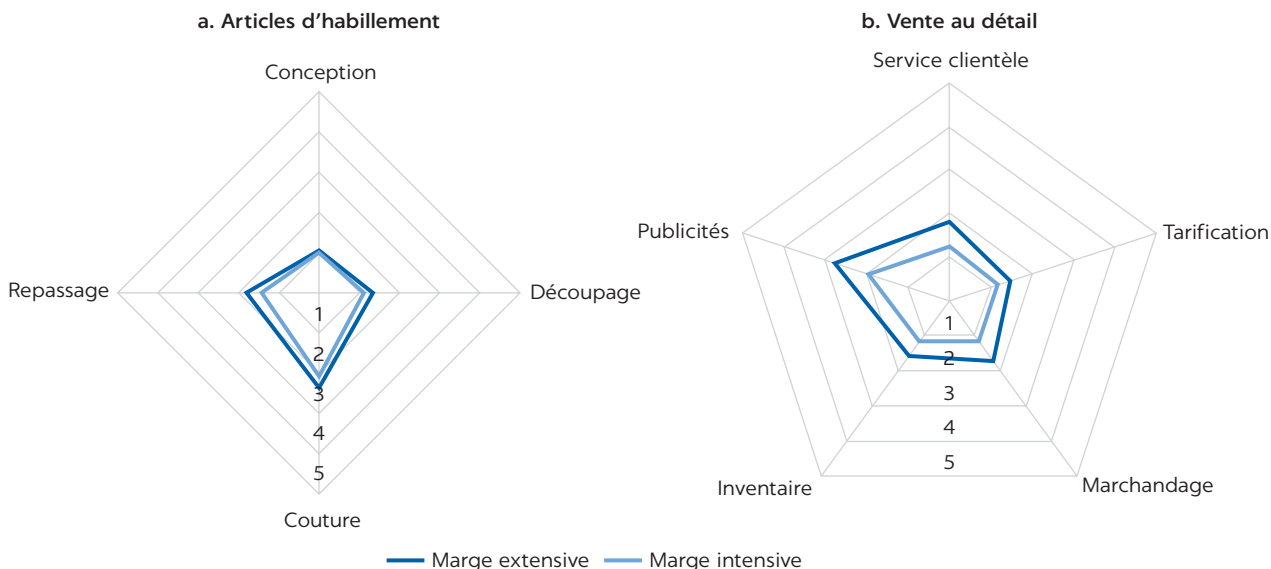 a. Articles d’habillement
Conception
Repassage
Découpage
1
2
3
4
5
Couture
b. Vente au détail
Service clientèle
Publicités
Tarification
1
2
3
4
5
Inventaire
Marchandage
Marge extensive
Marge intensive